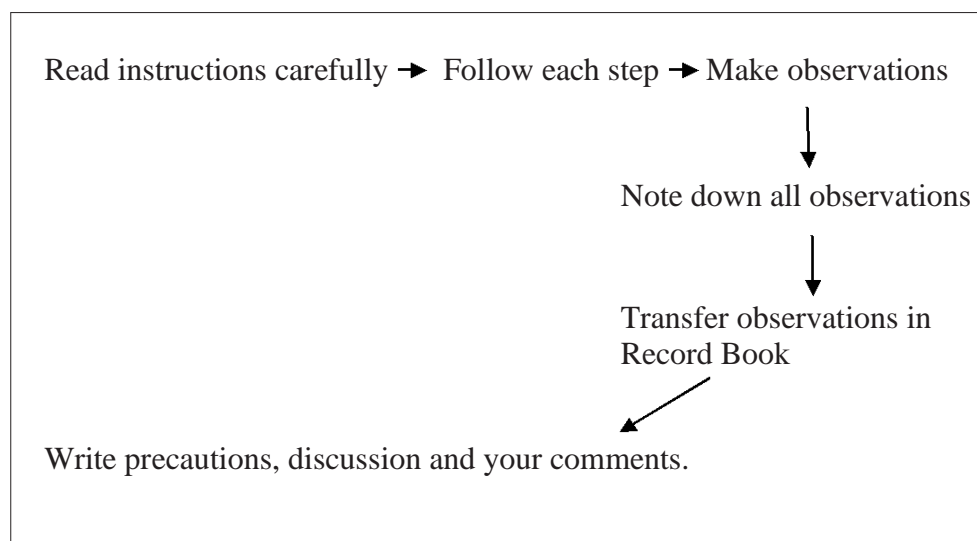 Read instructions carefully → Follow each step → Make observations
Note down all observations
Transfer observations in
Record Book
Write precautions, discussion and your comments.